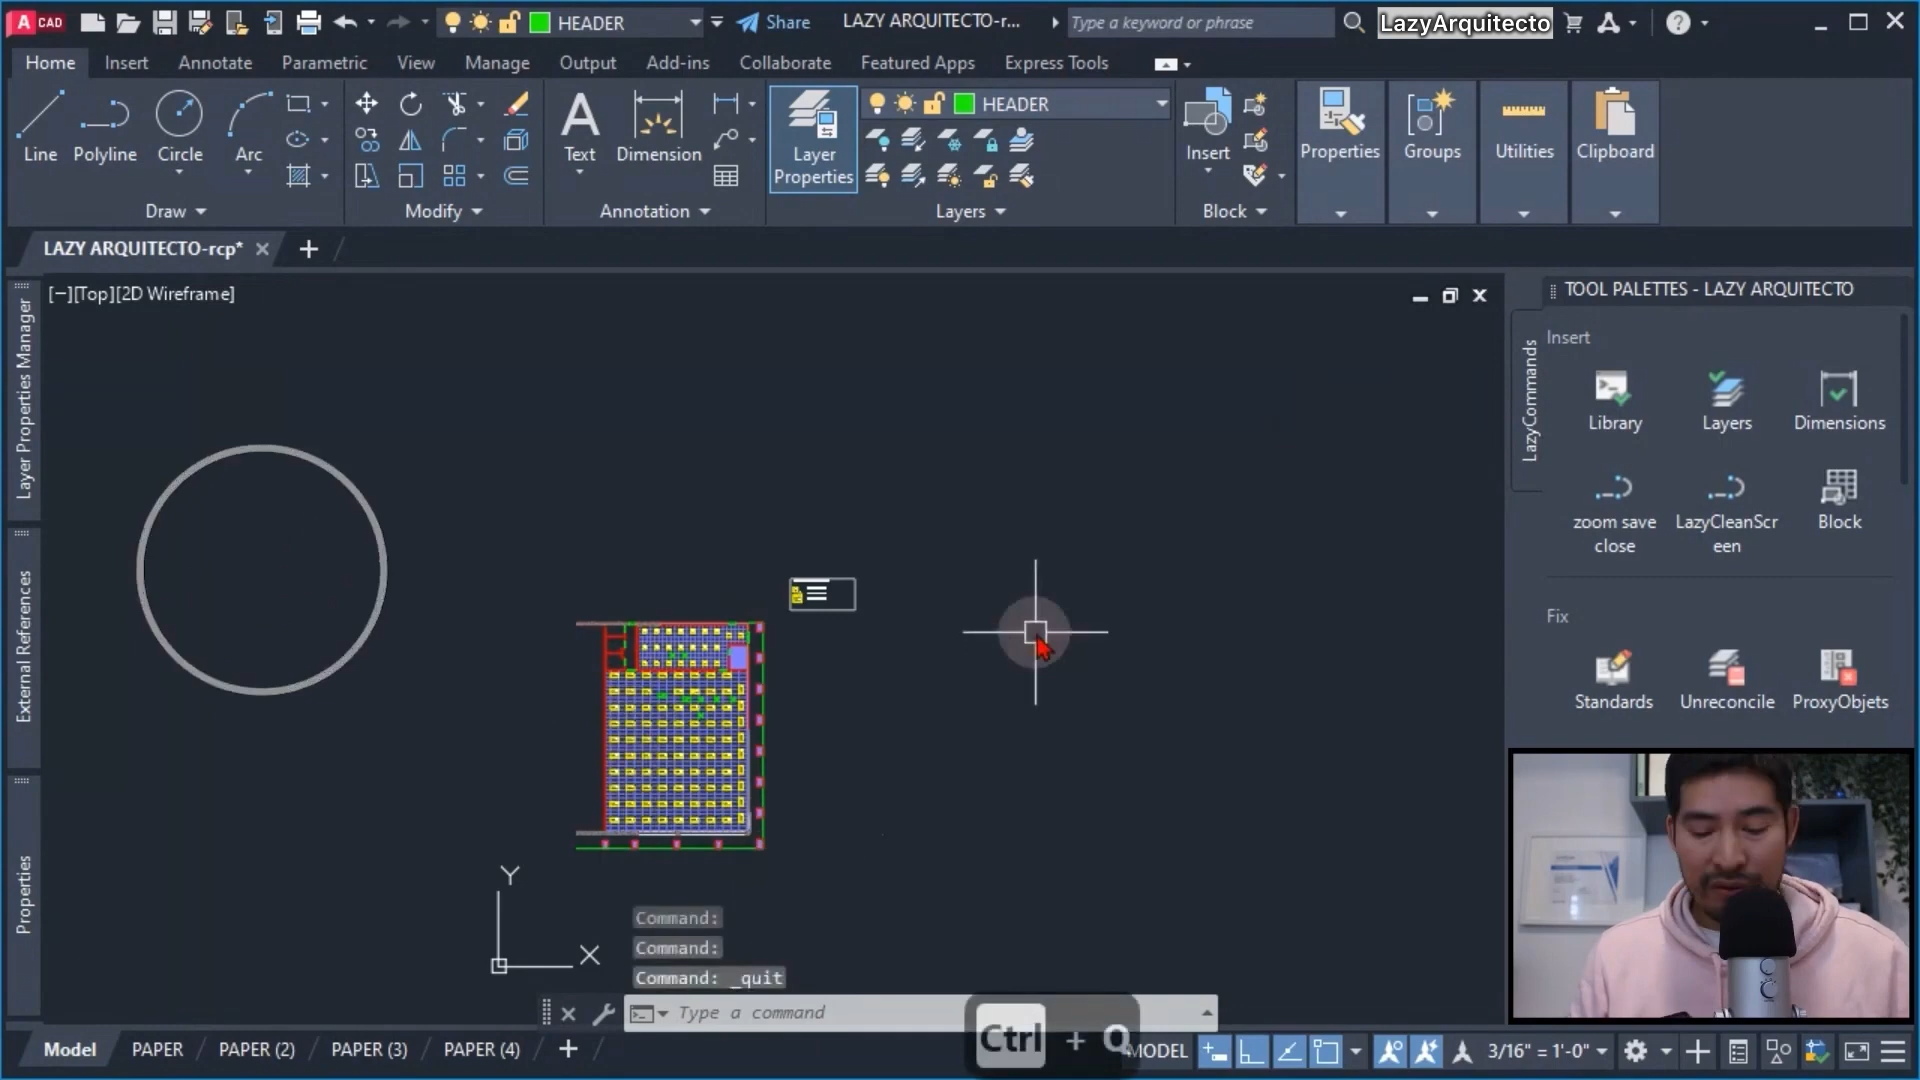 A CAD
HEADER
Share
LAZY ARQUITECTO-r...
Type a keyword or phrase
LazyArquitecto
Home
Insert
Annotate
Parametric
View
Manage
Output
Add-ins
Collaborate
Featured Apps
Express Tools
Line
Polyline
Circle
Arc
Draw
Modify
Text
Dimension
Annotation
Layer
Properties
HEADER
Layers
Insert
Block
Properties
Groups
Utilities
Clipboard
LAZY ARQUITECTO-rcp*
[−][Top][2D Wireframe]
Layer Properties Manager
External References
Properties
TOOL PALETTES - LAZY ARQUITECTO
LazyCommands
Insert
Library
Layers
Dimensions
zoom save
close
LazyCleanScr
een
Block
Fix
Standards
Unreconcile
ProxyObjets
Y
X
Command:
Command:
Command: _quit
Type a command
Ctrl + Q
Model
PAPER
PAPER (2)
PAPER (3)
PAPER (4)
MODEL
3/16" = 1'-0"